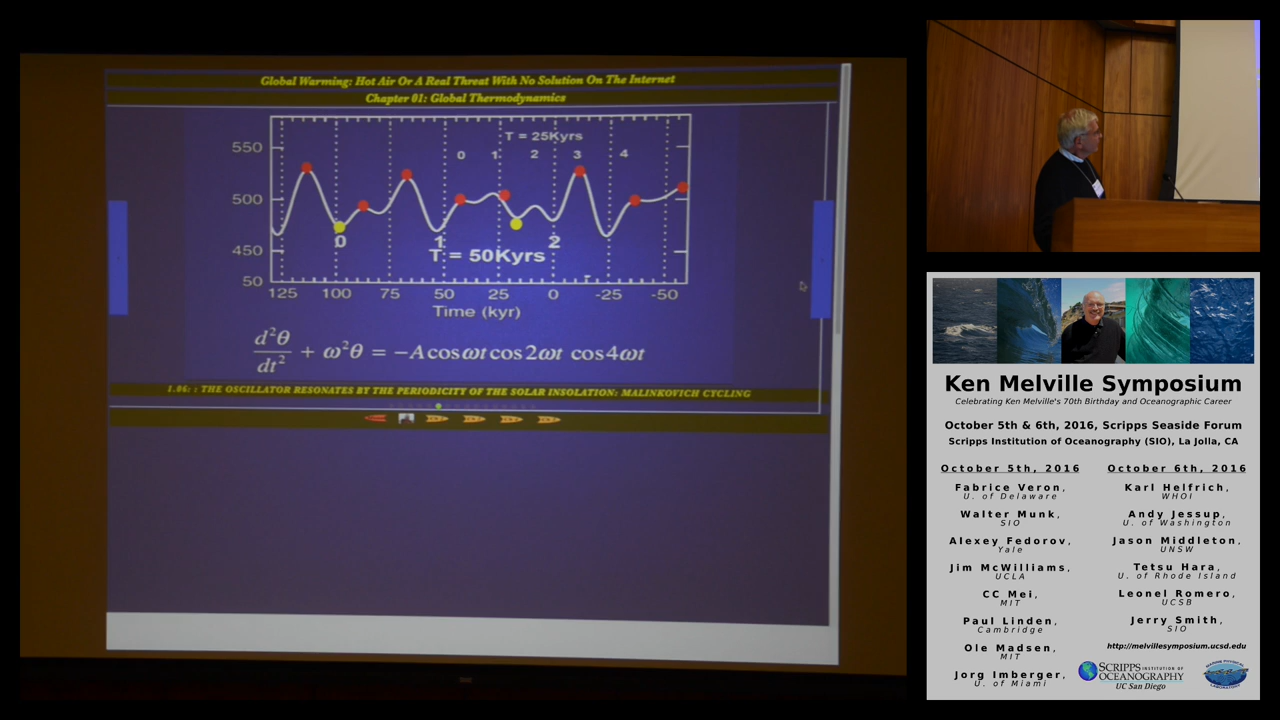 Global Warming: Hot Air Or A Real Threat With No Solution On The Internet
Chapter 01: Global Thermodynamics
T = 25Kyrs
0 1 2 3 4
550
500
450
50
0 1 2
T = 50Kyrs
125 100 75 50 25 0 -25 -50
Time (kyr)
d²θ/dt² + ω²θ = −A cos ωt cos 2ωt cos 4ωt
1.06: : THE OSCILLATOR RESONATES BY THE PERIODICITY OF THE SOLAR INSOLATION: MALINKOVICH CYCLING
Ken Melville Symposium
Celebrating Ken Melville's 70th Birthday and Oceanographic Career
October 5th & 6th, 2016, Scripps Seaside Forum
Scripps Institution of Oceanography (SIO), La Jolla, CA
October 5th, 2016
Fabrice Veron,
U. of Delaware
Walter Munk,
SIO
Alexey Fedorov,
Yale
Jim McWilliams,
UCLA
CC Mei,
MIT
Paul Linden,
Cambridge
Ole Madsen,
MIT
Jorg Imberger,
U. of Miami
October 6th, 2016
Karl Helfrich,
WHOI
Andy Jessup,
U. of Washington
Jason Middleton,
UNSW
Tetsu Hara,
U. of Rhode Island
Leonel Romero,
UCSB
Jerry Smith,
SIO
http://melvillesymposium.ucsd.edu
SCRIPPS INSTITUTION OF
OCEANOGRAPHY
UC San Diego
MARINE PHYSICAL
LABORATORY